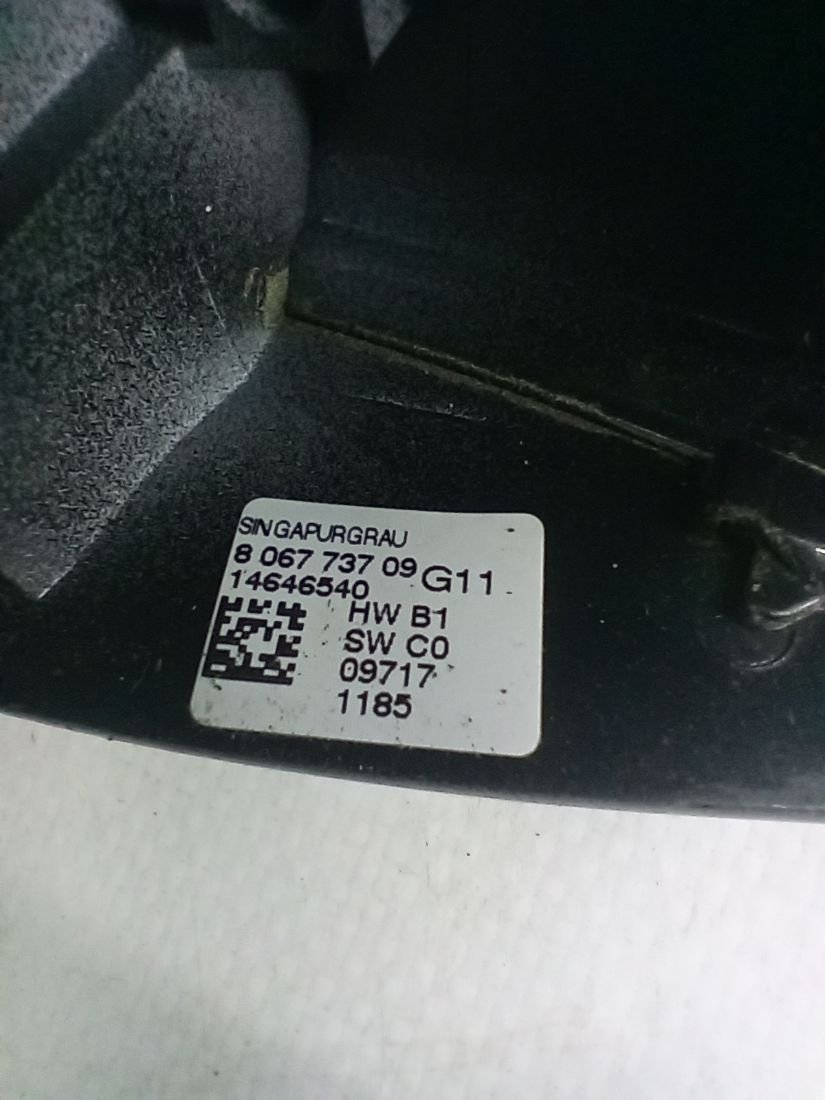 SINGAPURGRAU
8 067 737 09 G11
14646540
HW B1
SW C0
09717
1185